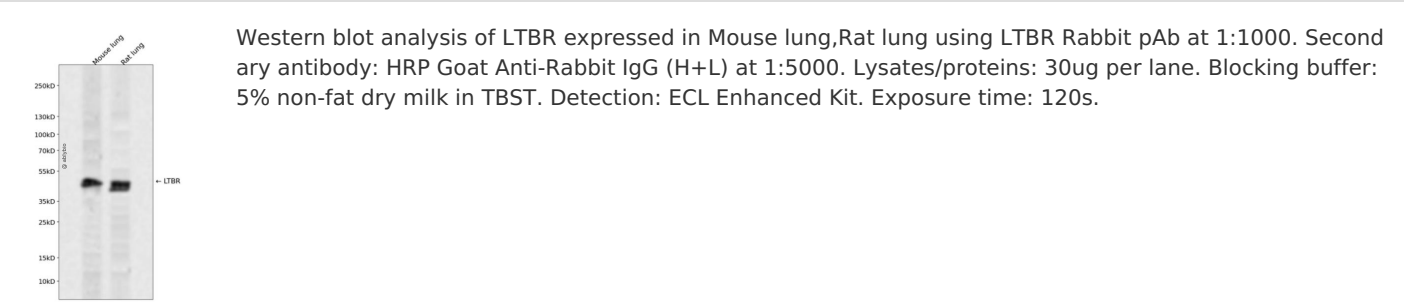 Mouse lung
Rat lung
Western blot analysis of LTBR expressed in Mouse lung,Rat lung using LTBR Rabbit pAb at 1:1000. Second
ary antibody: HRP Goat Anti-Rabbit IgG (H+L) at 1:5000. Lysates/proteins: 30ug per lane. Blocking buffer:
5% non-fat dry milk in TBST. Detection: ECL Enhanced Kit. Exposure time: 120s.
250kD
130kD
100kD
70kD
55kD
← LTBR
35kD
25kD
15kD
10kD